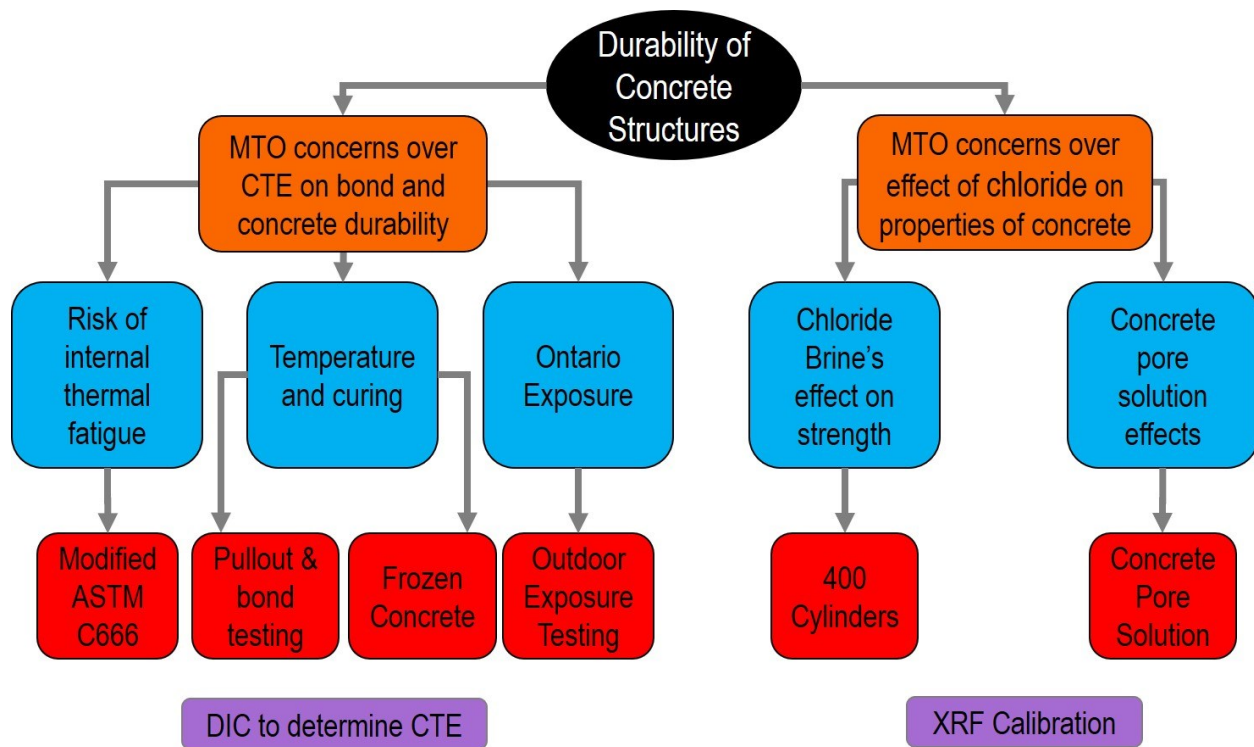 Durability of
Concrete
Structures
MTO concerns over
CTE on bond and
concrete durability
MTO concerns over
effect of chloride on
properties of concrete
Risk of
internal
thermal
fatigue
Temperature
and curing
Ontario
Exposure
Chloride
Brine’s
effect on
strength
Concrete
pore
solution
effects
Modified
ASTM
C666
Pullout &
bond
testing
Frozen
Concrete
Outdoor
Exposure
Testing
400
Cylinders
Concrete
Pore
Solution
DIC to determine CTE
XRF Calibration